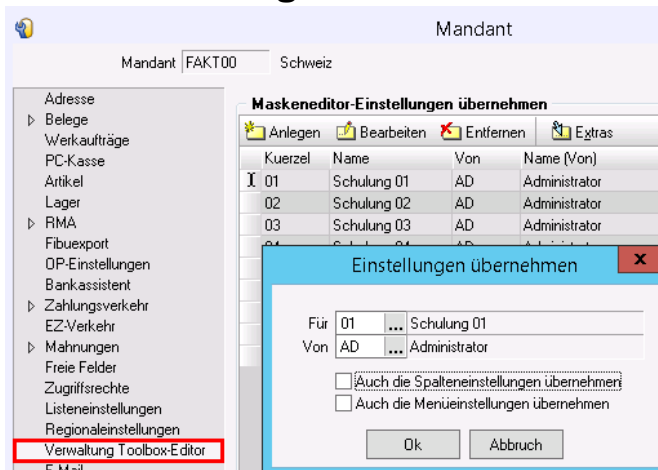 Mandant
Mandant FAKT00 Schweiz
Adresse
Belege
Werkaufträge
PC-Kasse
Artikel
Lager
RMA
Fibuexport
OP-Einstellungen
Bankassistent
Zahlungsverkehr
EZ-Verkehr
Mahnungen
Freie Felder
Zugriffsrechte
Listeneinstellungen
Regionaleinstellungen
Verwaltung Toolbox-Editor
E-Mail
Maskeneditor-Einstellungen übernehmen
Anlegen Bearbeiten Entfernen Extras
Kuerzel Name Von Name (Von)
01 Schulung 01 AD Administrator
02 Schulung 02 AD Administrator
03 Schulung 03 AD Administrator
Einstellungen übernehmen x
Für 01 ... Schulung 01
Von AD ... Administrator
Auch die Spalteneinstellungen übernehmen
Auch die Menüeinstellungen übernehmen
Ok Abbruch